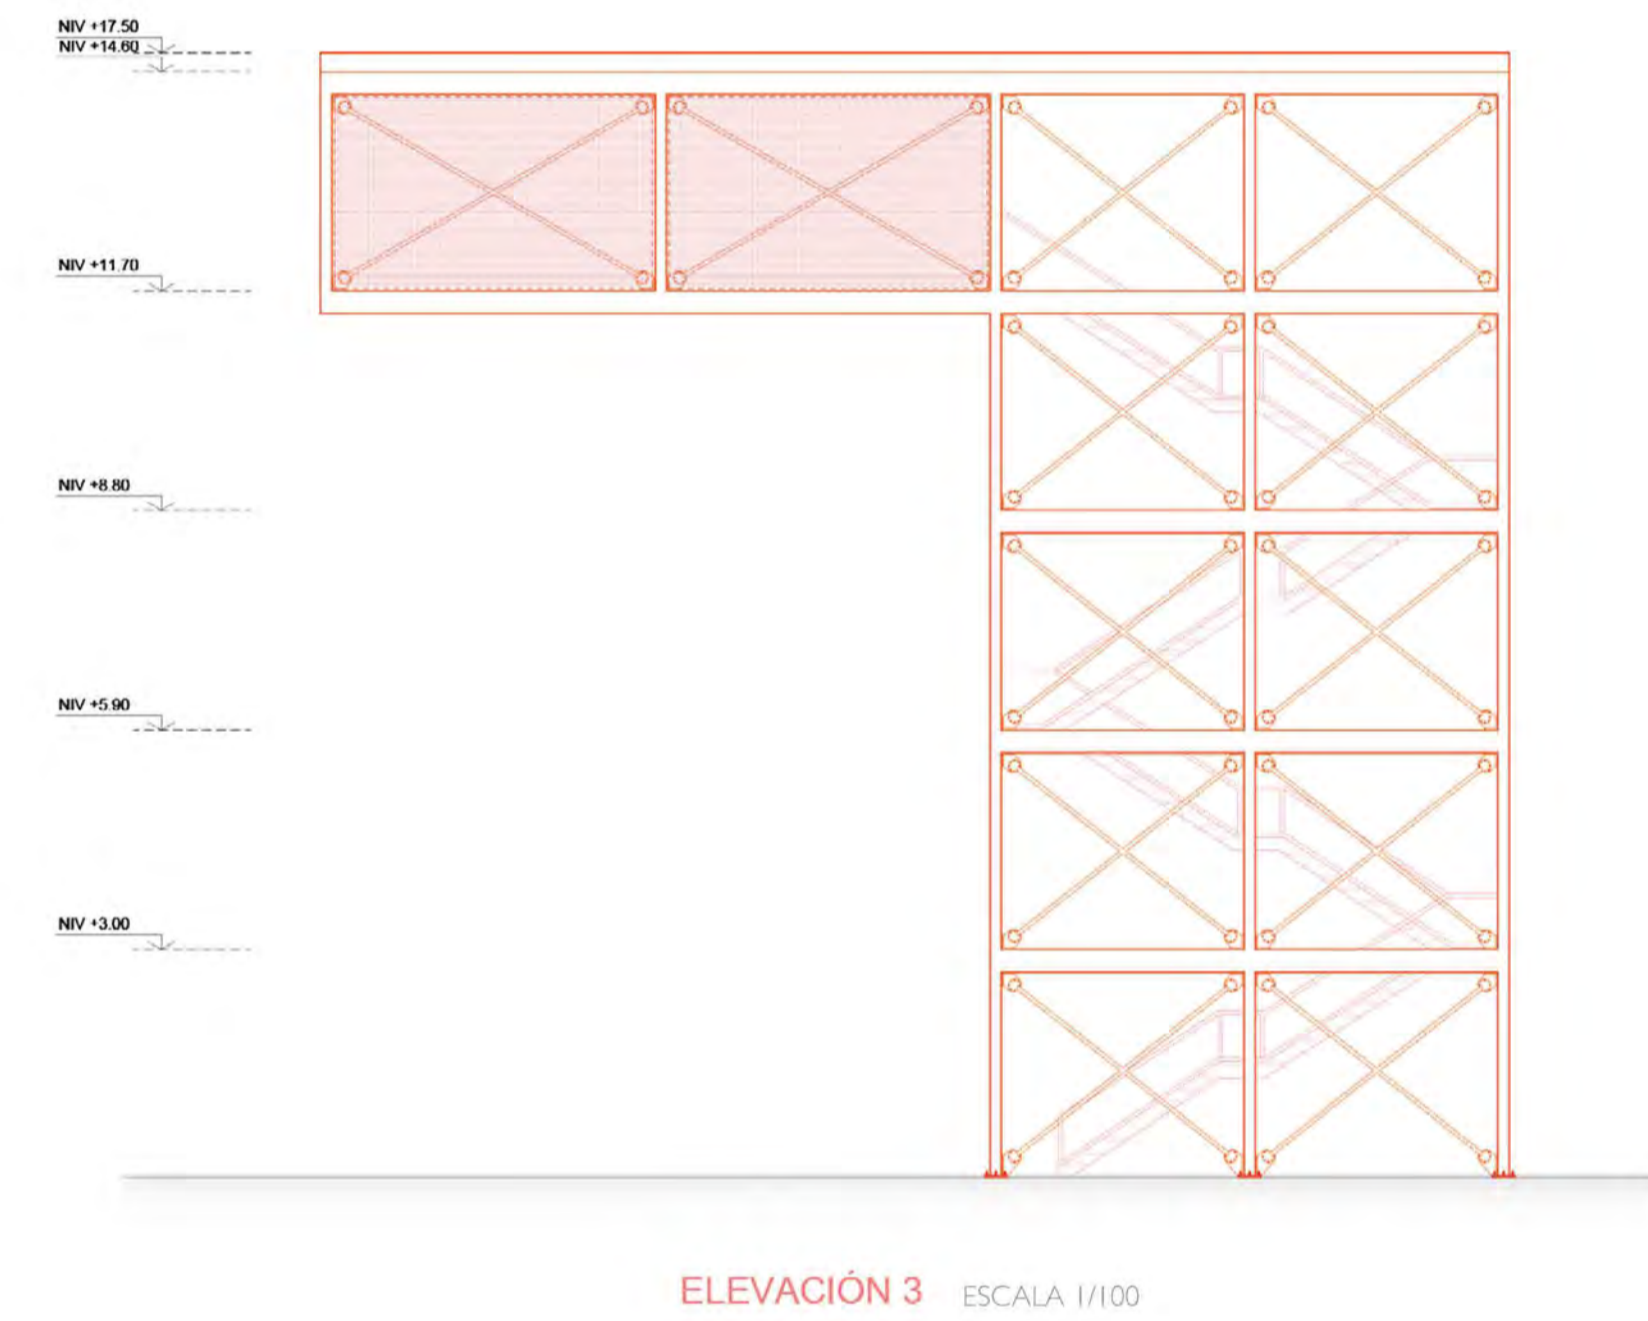 NIV +17.50
NIV +14.60
NIV +11.70
NIV +8.80
NIV +5.90
NIV +3.00
ELEVACIÓN 3 ESCALA 1/100